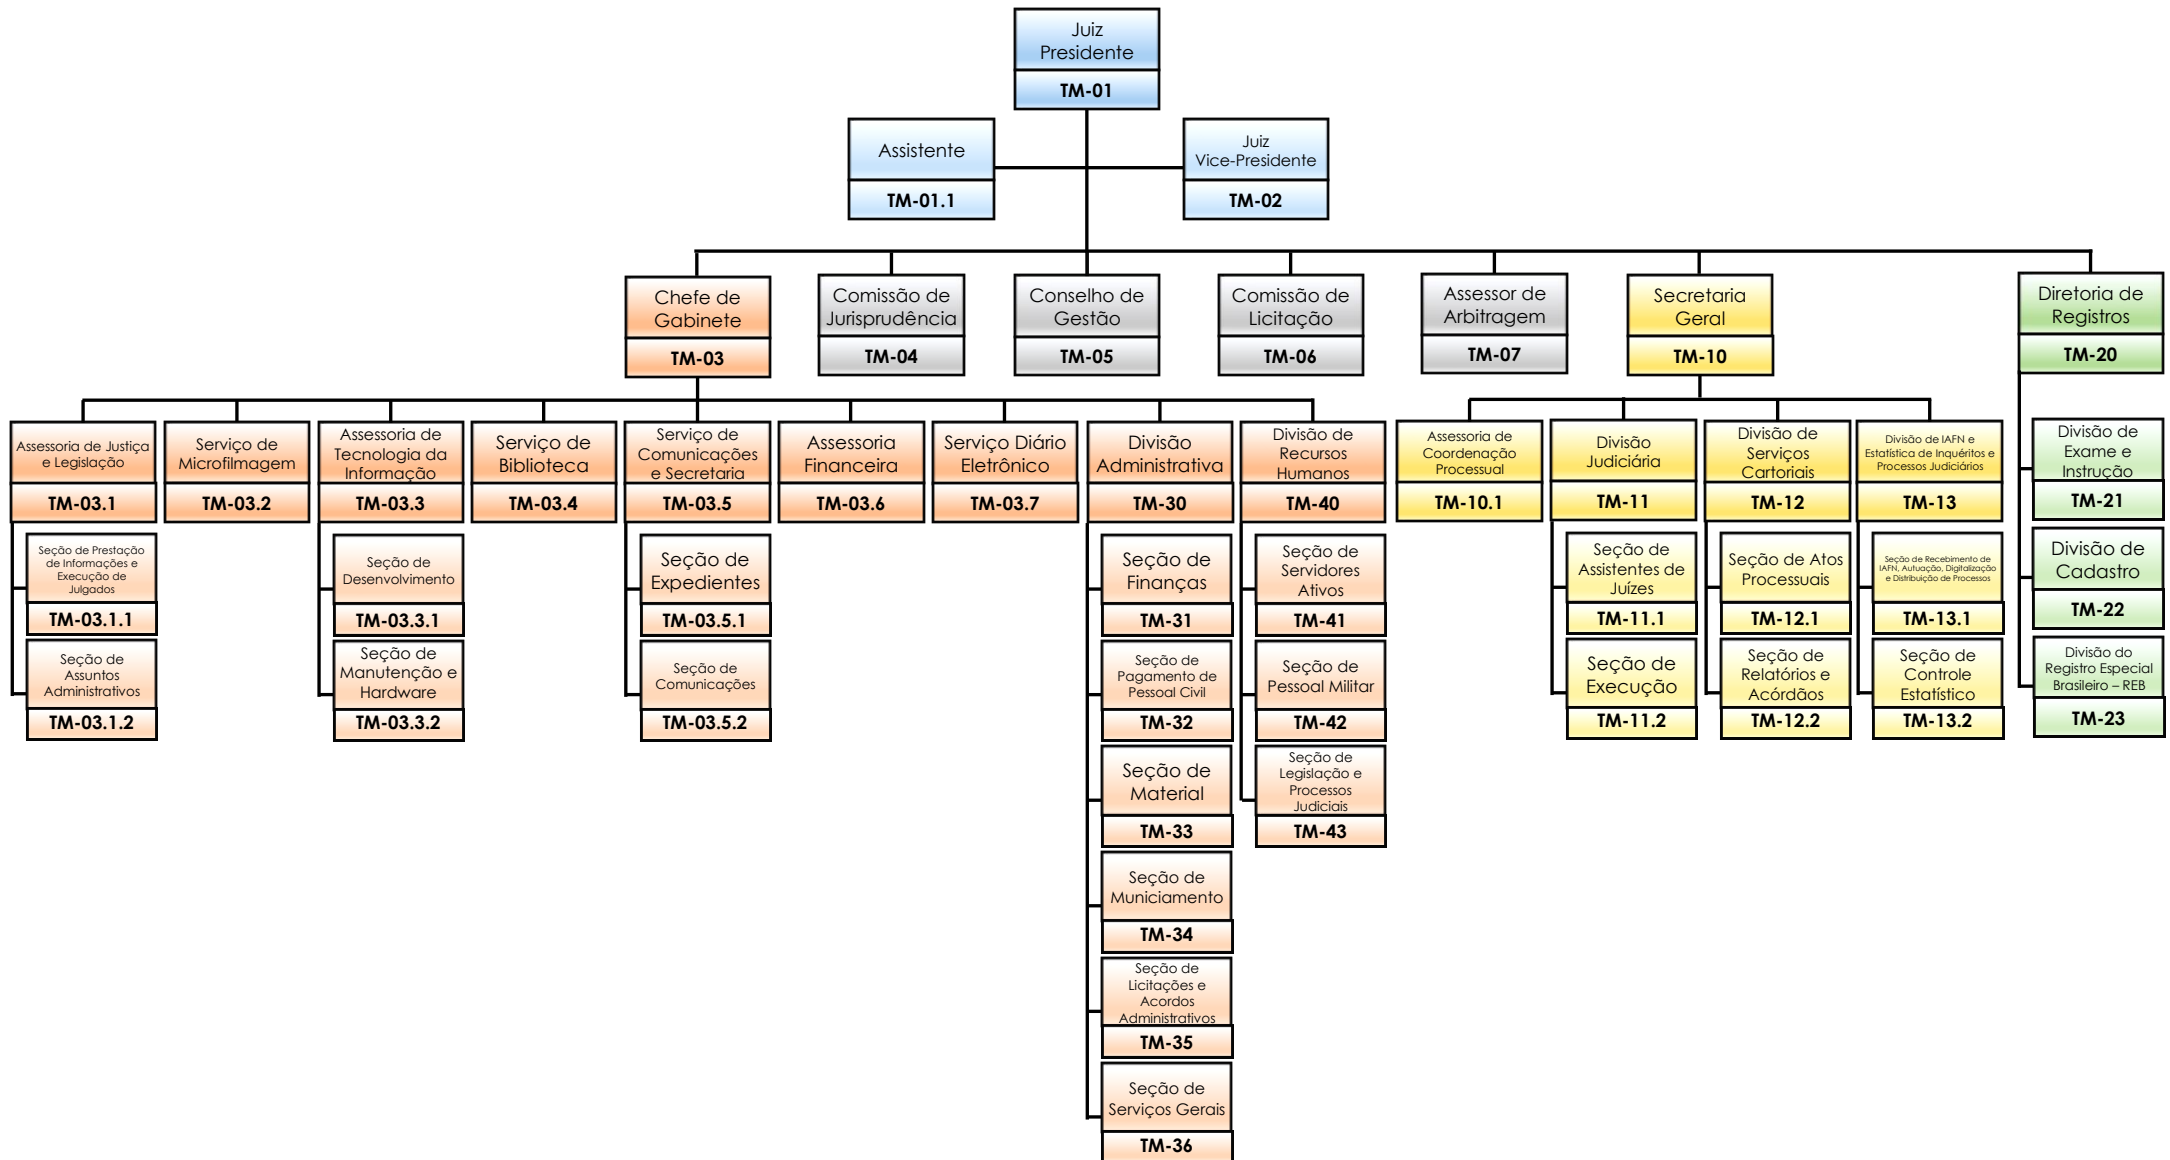 Juiz
Presidente
TM-01
Assistente
TM-01.1
Juiz
Vice-Presidente
TM-02
Chefe de
Gabinete
TM-03
Comissão de
Jurisprudência
TM-04
Conselho de
Gestão
TM-05
Comissão de
Licitação
TM-06
Assessor de
Arbitragem
TM-07
Secretaria
Geral
TM-10
Diretoria de
Registros
TM-20
Assessoria de Justiça
e Legislação
TM-03.1
Serviço de
Microfilmagem
TM-03.2
Assessoria de
Tecnologia da
Informação
TM-03.3
Serviço de
Biblioteca
TM-03.4
Serviço de
Comunicações
e Secretaria
TM-03.5
Assessoria
Financeira
TM-03.6
Serviço Diário
Eletrônico
TM-03.7
Divisão
Administrativa
TM-30
Divisão de
Recursos
Humanos
TM-40
Assessoria de
Coordenação
Processual
TM-10.1
Divisão
Judiciária
TM-11
Divisão de
Serviços
Cartoriais
TM-12
Divisão de IAFN e
Estatística de Inquéritos e
Processos Judiciários
TM-13
Divisão de
Exame e
Instrução
TM-21
Seção de Prestação
de Informações e
Execução de
Julgados
TM-03.1.1
Seção de
Desenvolvimento
TM-03.3.1
Seção de
Expedientes
TM-03.5.1
Seção de
Finanças
TM-31
Seção de
Servidores
Ativos
TM-41
Seção de
Assistentes de
Juízes
TM-11.1
Seção de Atos
Processuais
TM-12.1
Seção de Recebimento de
IAFN, Autuação, Digitalização
e Distribuição de Processos
TM-13.1
Divisão de
Cadastro
TM-22
Seção de
Assuntos
Administrativos
TM-03.1.2
Seção de
Manutenção e
Hardware
TM-03.3.2
Seção de
Comunicações
TM-03.5.2
Seção de
Pagamento de
Pessoal Civil
TM-32
Seção de
Pessoal Militar
TM-42
Seção de
Execução
TM-11.2
Seção de
Relatórios e
Acórdãos
TM-12.2
Seção de
Controle
Estatístico
TM-13.2
Divisão do
Registro Especial
Brasileiro – REB
TM-23
Seção de
Material
TM-33
Seção de
Legislação e
Processos
Judiciais
TM-43
Seção de
Municiamento
TM-34
Seção de
Licitações e
Acordos
Administrativos
TM-35
Seção de
Serviços Gerais
TM-36